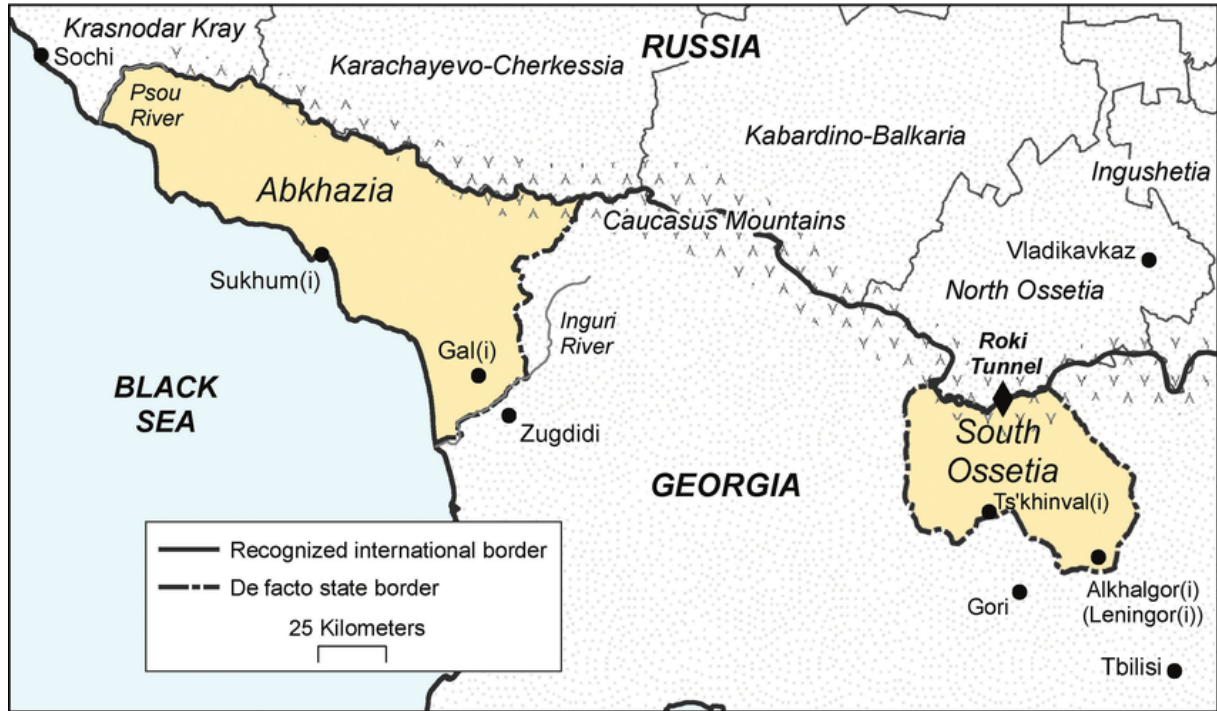 Krasnodar Kray
Sochi
RUSSIA
Karachayevo-Cherkessia
Psou
River
Kabardino-Balkaria
Ingushetia
Abkhazia
Caucasus Mountains
Vladikavkaz
Sukhum(i)
North Ossetia
Inguri
River
Roki
Tunnel
Gal(i)
BLACK
SEA
Zugdidi
South
Ossetia
GEORGIA
Ts'khinval(i)
Recognized international border
De facto state border
25 Kilometers
Gori
Alkhalgor(i)
(Leningor(i))
Tbilisi